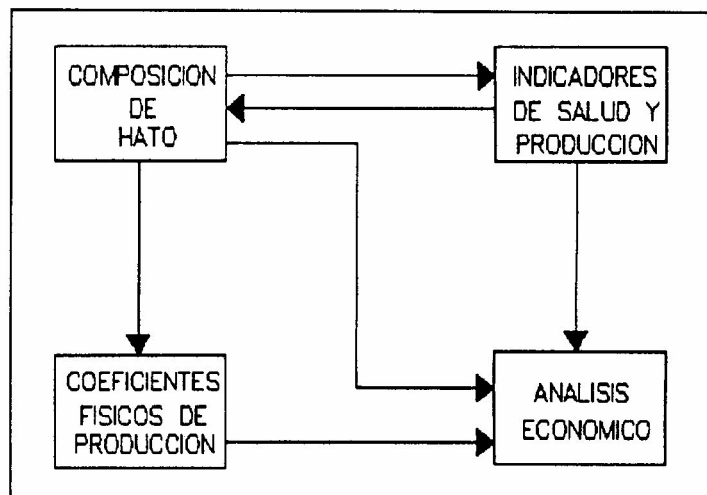 COMPOSICION
DE
HATO
INDICADORES
DE SALUD Y
PRODUCCION
COEFICIENTES
FISICOS DE
PRODUCCION
ANALISIS
ECONOMICO